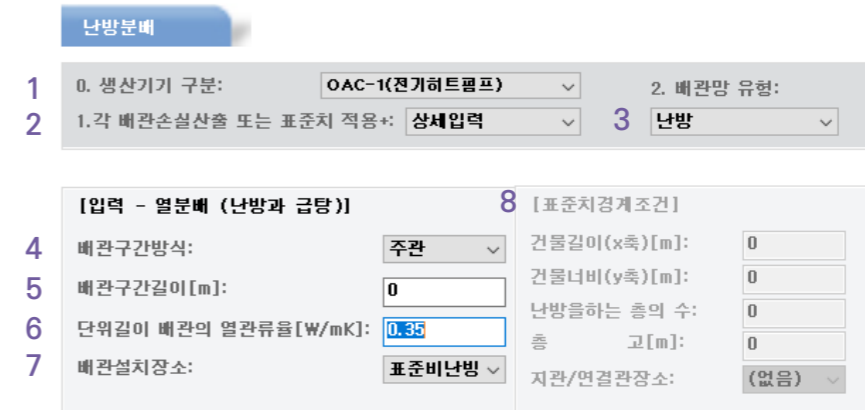 난방분배
1 0. 생산기기 구분: OAC-1(전기히트펌프) 2. 배관망 유형:
2 1.각 배관손실산출 또는 표준치 적용+: 상세입력 3 난방
[입력 - 열분배 (난방과 급탕)] 8 [표준치경계조건]
4 배관구간방식: 주관 건물길이(x축)[m]: 0
5 배관구간길이[m]: 0 건물너비(y축)[m]: 0
6 단위길이 배관의 열관류율[W/mK]: 0.35 난방을하는 층의 수: 0
층 고[m]: 0
7 배관설치장소: 표준비난빙 지관/연결관장소: (없음)